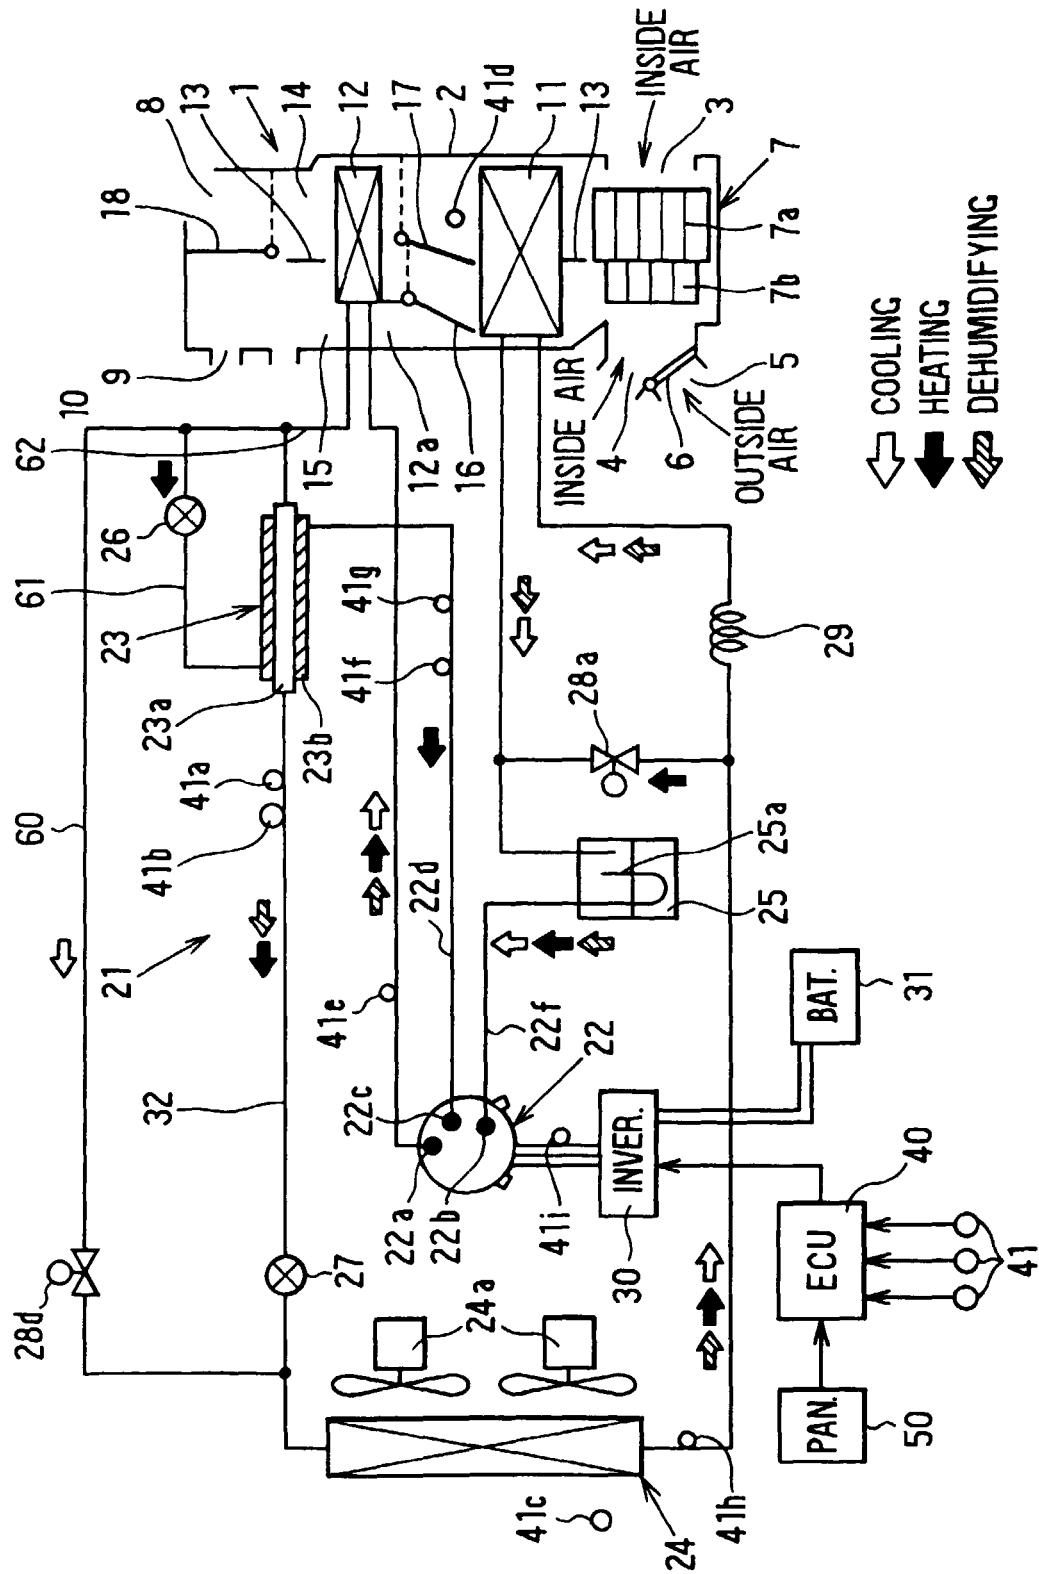 28d
60
61
62
10
21
23
26
18
32
41b
23a
8
41a
13
9
1
14
23b
15
41e
12
27
22c
41f
41g
22a
22d
12a
17
22b
16
2
24a
41d
41c
41i
22f
11
INSIDE AIR
28a
22
13
30
INVER.
4
INSIDE
AIR
24
6
41h
25a
OUTSIDE
AIR
5
3
25
7b
7a
7
PAN.
ECU
BAT.
29
50
40
31
COOLING
HEATING
DEHUMIDIFYING
41